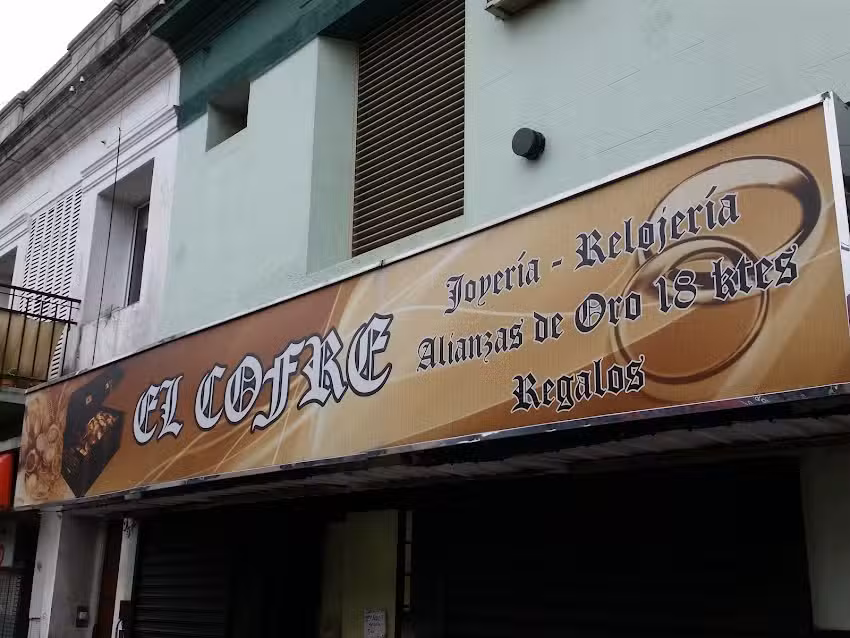 EL COFRE
Joyería - Relojería
Alianzas de Oro 18 ktes
Regalos